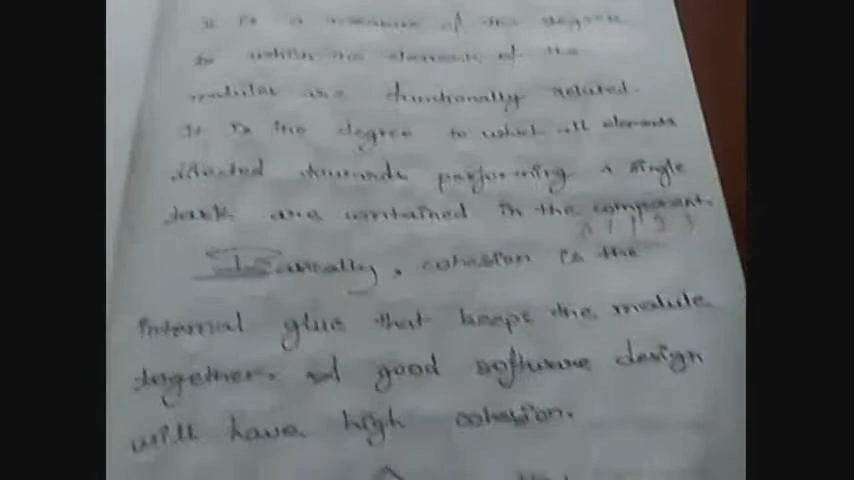 It is a measure of the degree
to which the elements of the
modular are functionally related.
It is the degree to which all elements
directed towards performing a single
task are contained in the component.
Basically, cohesion is the
internal glue that keeps the module
together. A good software design
will have high cohesion.